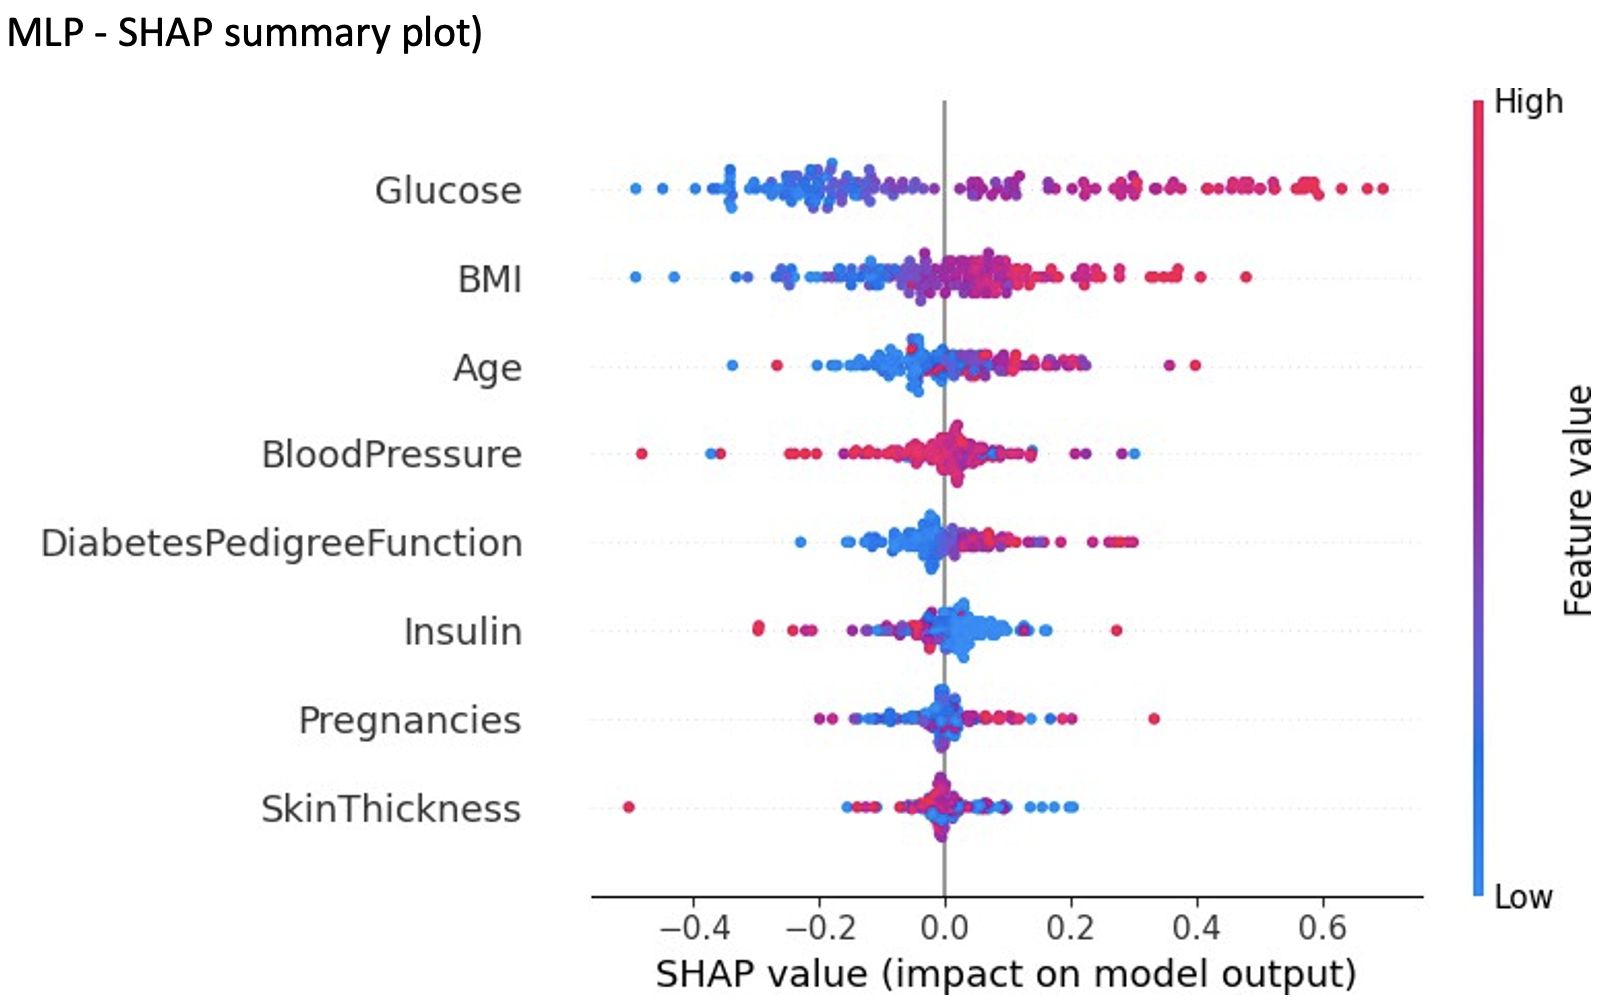 MLP - SHAP summary plot)
High
Glucose
BMI
Age
BloodPressure
DiabetesPedigreeFunction
Insulin
Pregnancies
SkinThickness
Feature value
Low
−0.4 −0.2 0.0 0.2 0.4 0.6
SHAP value (impact on model output)